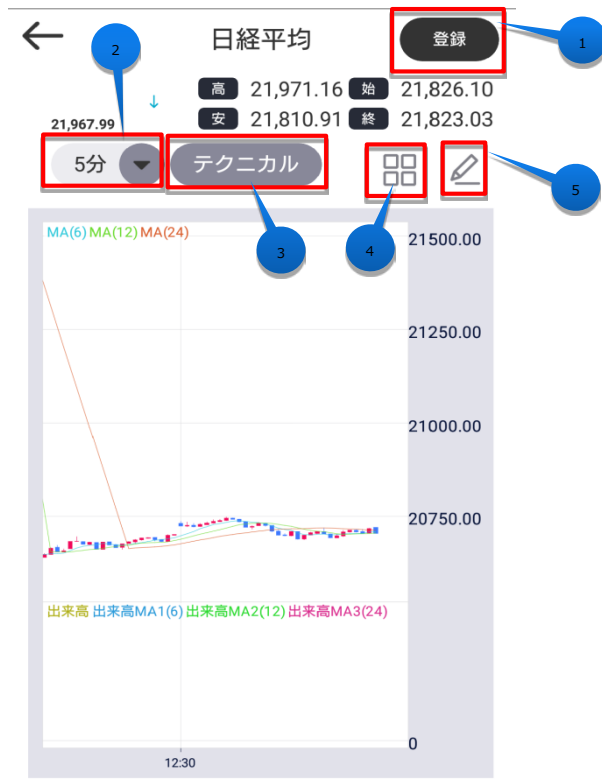 日経平均 登録 1
2
高 21,971.16 始 21,826.10
21,967.99 ↓ 安 21,810.91 終 21,823.03
5分 テクニカル
5
3 4
MA(6) MA(12) MA(24)
21500.00
21250.00
21000.00
20750.00
出来高 出来高MA1(6) 出来高MA2(12) 出来高MA3(24)
0
12:30